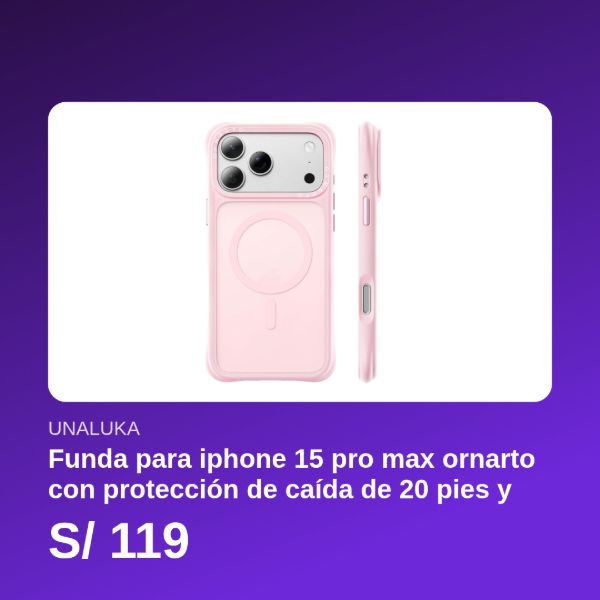 UNALUKA
Funda para iphone 15 pro max ornarto
con protección de caída de 20 pies y
S/ 119